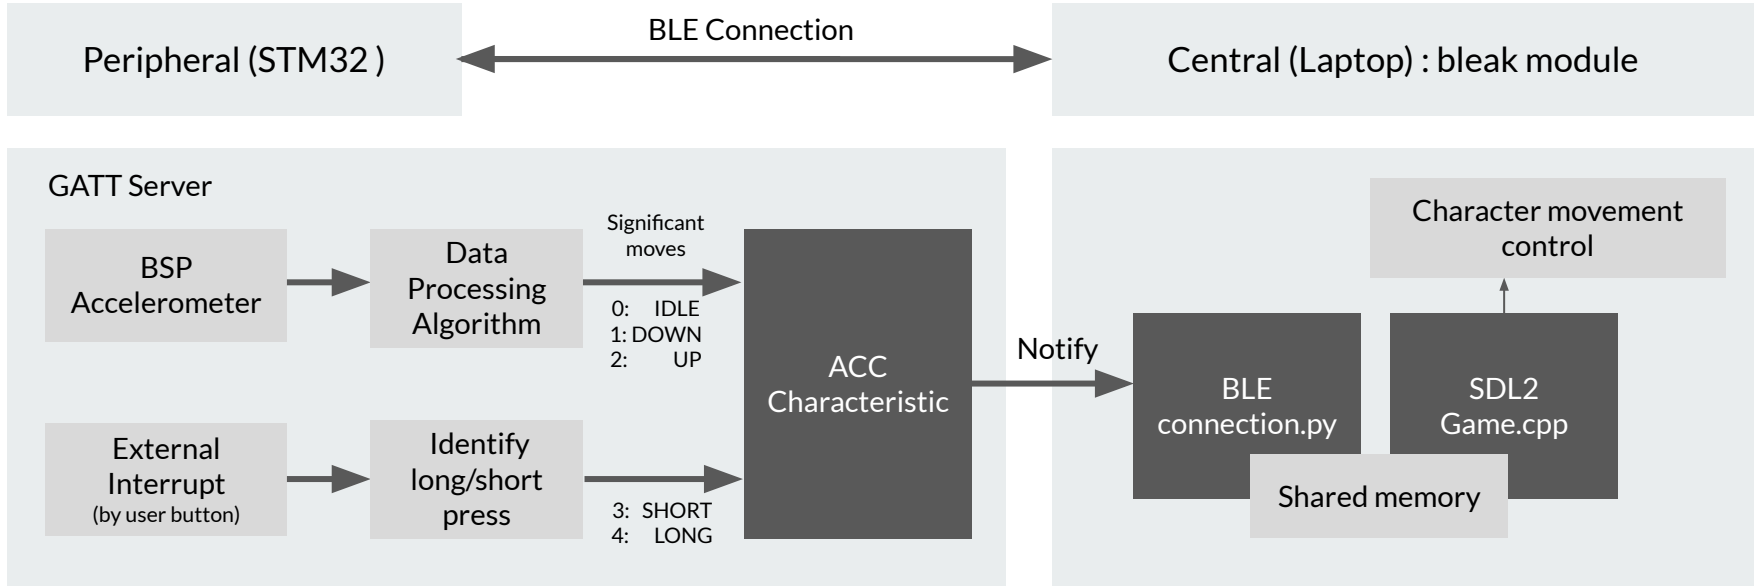 BLE Connection
Peripheral (STM32 )
Central (Laptop) : bleak module
GATT Server
BSP
Accelerometer
Data
Processing
Algorithm
Significant
moves
0: IDLE
1: DOWN
2: UP
External
Interrupt
(by user button)
Identify
long/short
press
3: SHORT
4: LONG
ACC
Characteristic
Notify
BLE
connection.py
SDL2
Game.cpp
Shared memory
Character movement
control